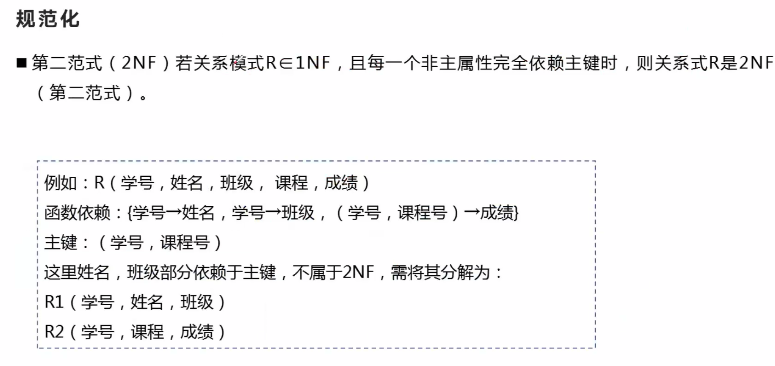 规范化
■ 第二范式（2NF）若关系模式R∈1NF，且每一个非主属性完全依赖主键时，则关系式R是2NF
（第二范式）。
例如：R（学号，姓名，班级， 课程，成绩）
函数依赖：{学号→姓名，学号→班级，（学号，课程号）→成绩}
主键：（学号，课程号）
这里姓名，班级部分依赖于主键，不属于2NF，需将其分解为：
R1（学号，姓名，班级）
R2（学号，课程，成绩）